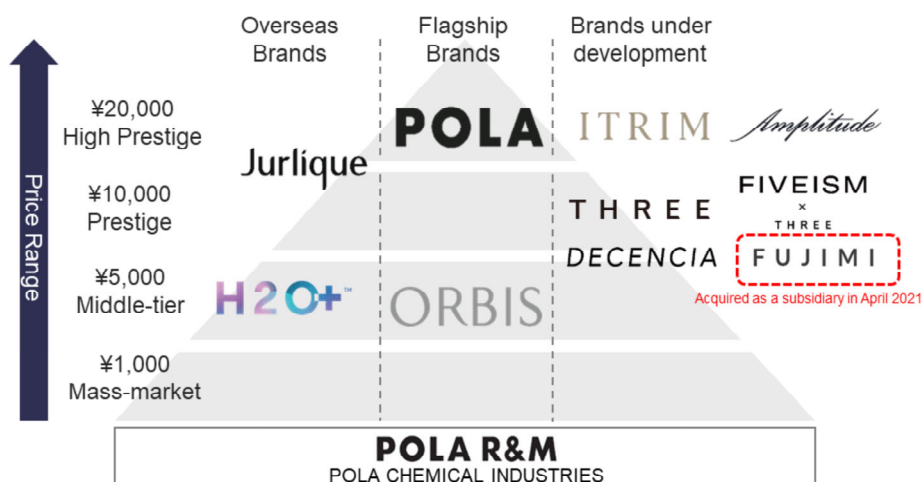 Overseas
Brands
Flagship
Brands
Brands under
development
Price Range
¥20,000
High Prestige
¥10,000
Prestige
¥5,000
Middle-tier
¥1,000
Mass-market
Jurlique
H2O+™
POLA
ORBIS
ITRIM
Amplitude
THREE
FIVEISM
×
THREE
DECENCIA
FUJIMI
Acquired as a subsidiary in April 2021
POLA R&M
POLA CHEMICAL INDUSTRIES